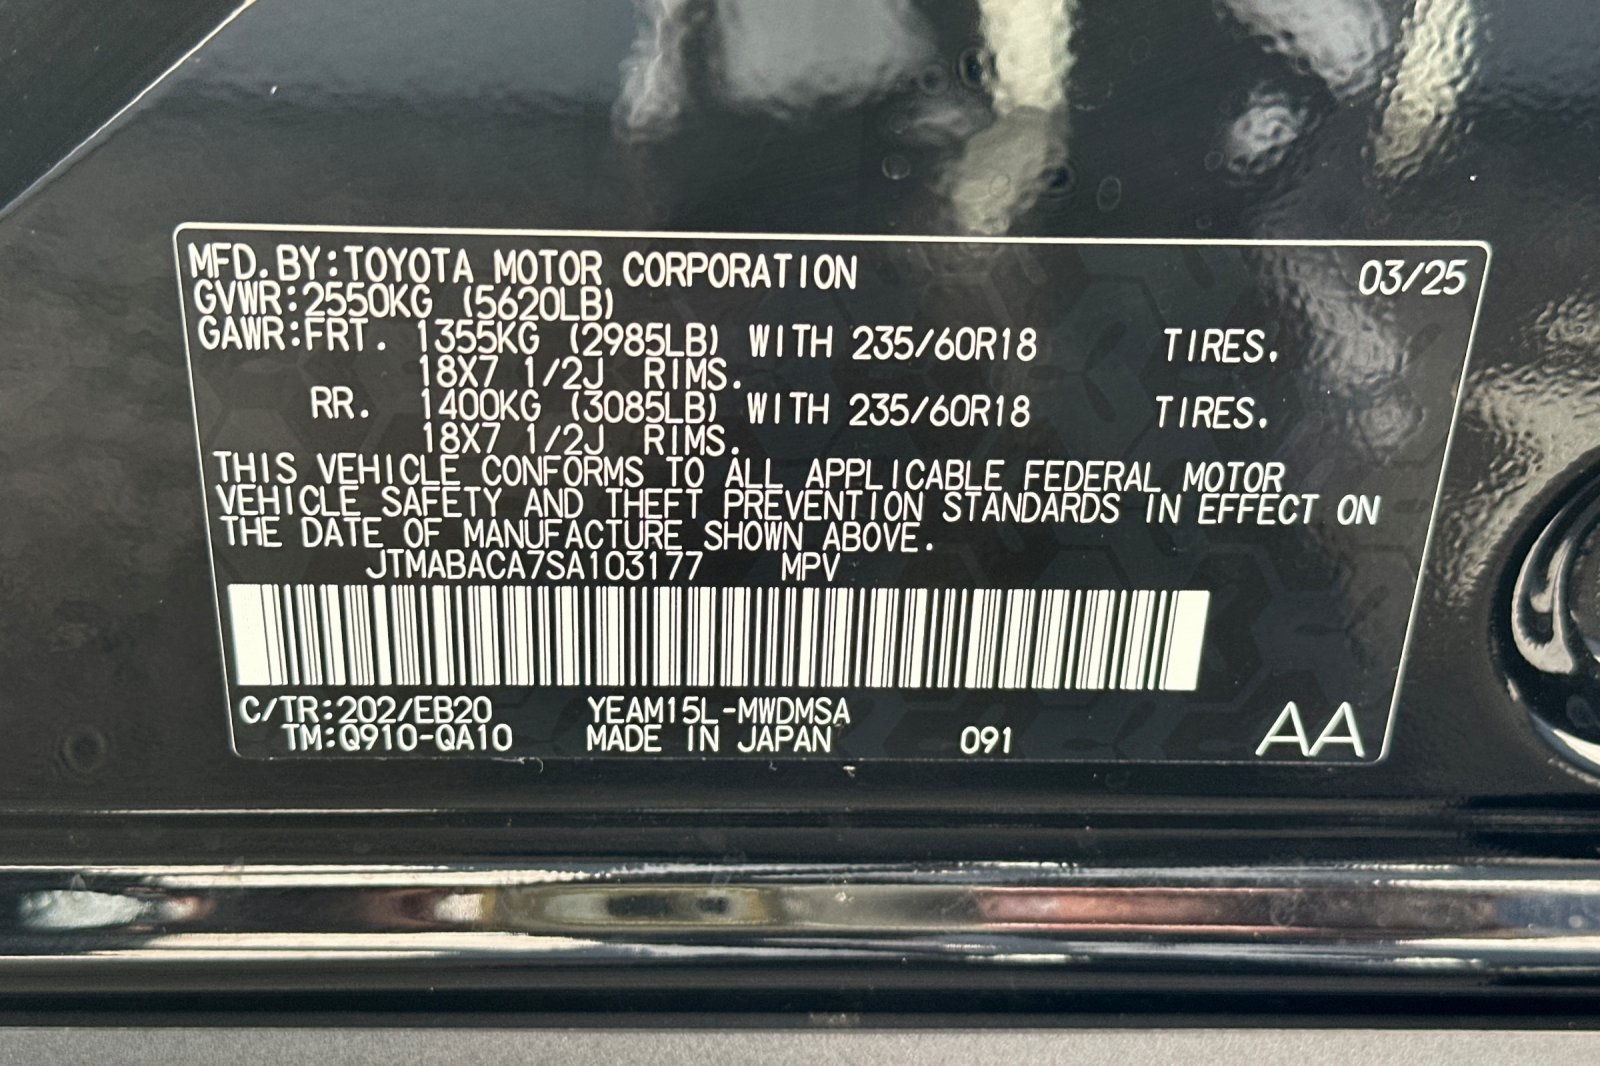 MFD. BY: TOYOTA MOTOR CORPORATION 03/25
GVWR: 2550KG (5620LB)
GAWR: FRT. 1355KG (2985LB) WITH 235/60R18 TIRES.
18X7 1/2J RIMS.
RR. 1400KG (3085LB) WITH 235/60R18 TIRES.
18X7 1/2J RIMS.
THIS VEHICLE CONFORMS TO ALL APPLICABLE FEDERAL MOTOR
VEHICLE SAFETY AND THEFT PREVENTION STANDARDS IN EFFECT ON
THE DATE OF MANUFACTURE SHOWN ABOVE.
JTMABACA7SA103177 MPV
C/TR:202/EB20 YEAM15L-MWDMSA
TM:Q910-QA10 MADE IN JAPAN 091 AA